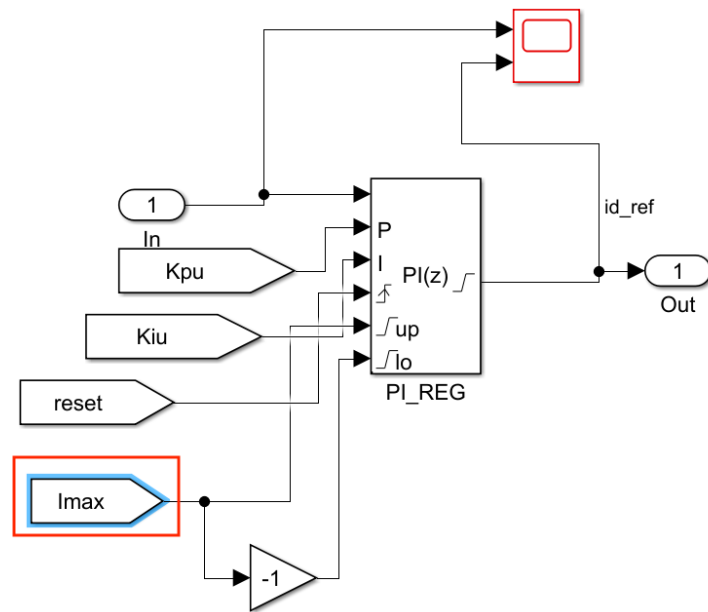 id_ref
1
In
P
Kpu
I
PI(z)
1
Out
Kiu
up
lo
PI_REG
reset
Imax
-1